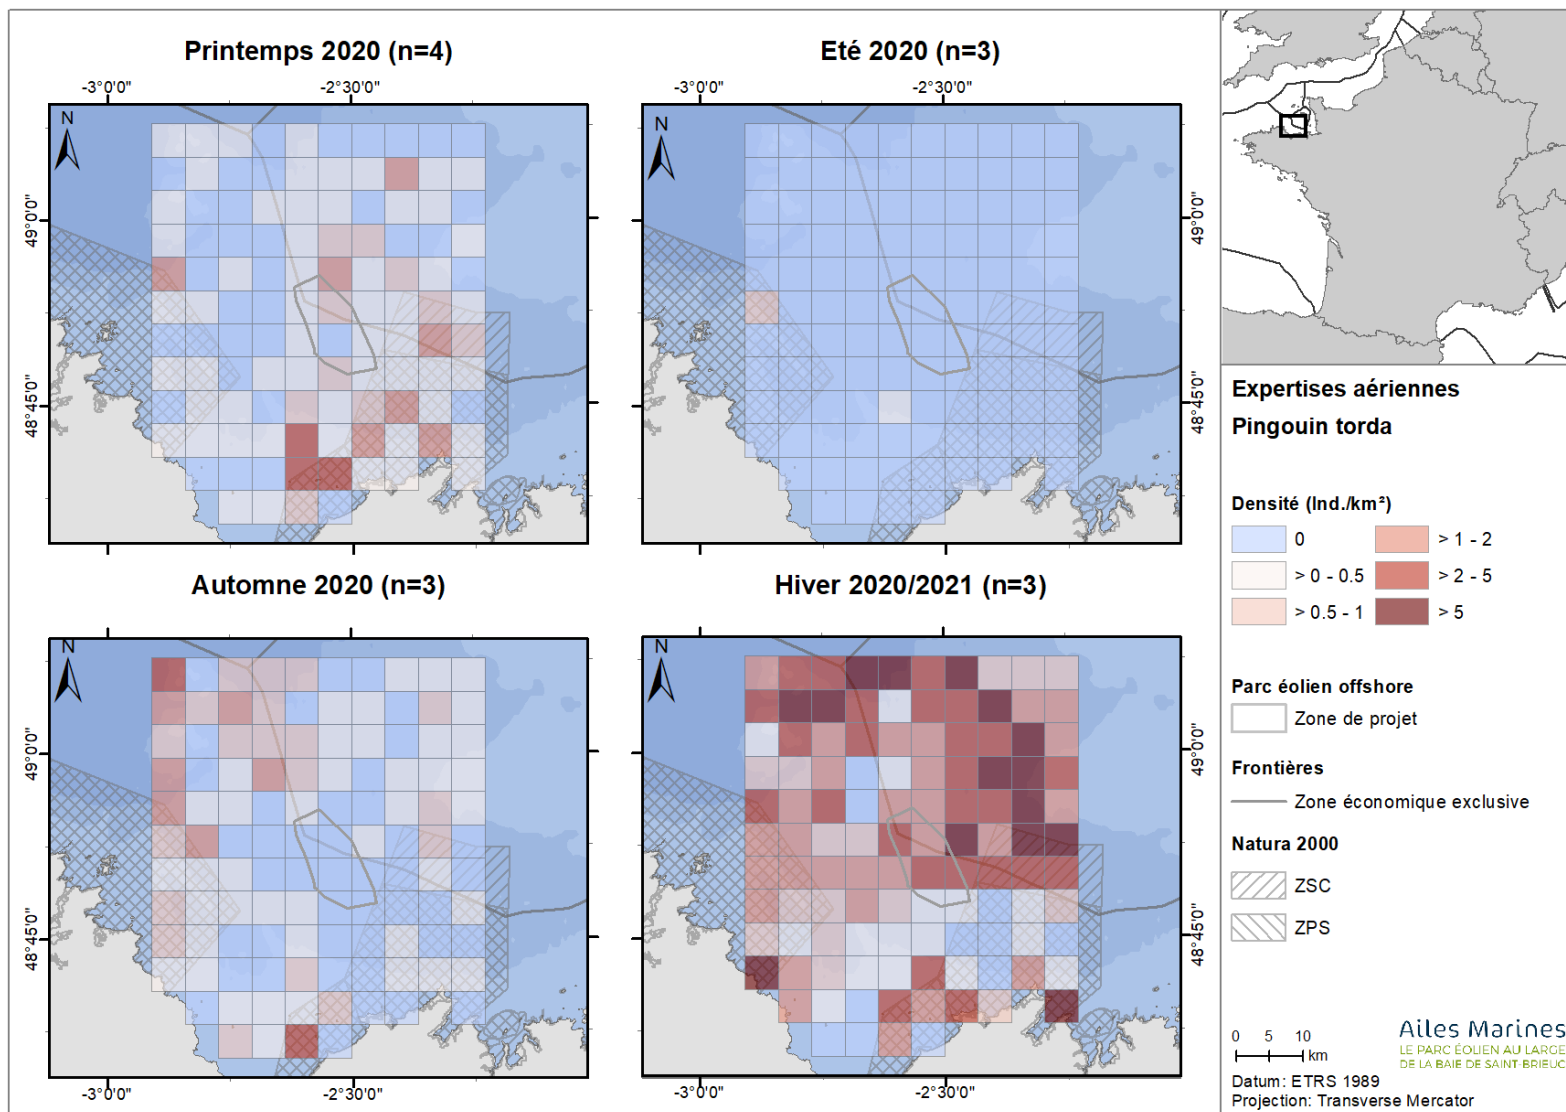 Printemps 2020 (n=4)
-3°0'0"
-2°30'0"
N
49°0'0"
48°45'0"
Eté 2020 (n=3)
-3°0'0"
-2°30'0"
N
49°0'0"
48°45'0"
Automne 2020 (n=3)
N
49°0'0"
48°45'0"
-3°0'0"
-2°30'0"
Hiver 2020/2021 (n=3)
N
49°0'0"
48°45'0"
-3°0'0"
-2°30'0"
Expertises aériennes
Pingouin torda
Densité (Ind./km²)
0
> 0 - 0.5
> 0.5 - 1
> 1 - 2
> 2 - 5
> 5
Parc éolien offshore
Zone de projet
Frontières
Zone économique exclusive
Natura 2000
ZSC
ZPS
0 5 10
km
Datum: ETRS 1989
Projection: Transverse Mercator
Ailes Marines
LE PARC ÉOLIEN AU LARGE
DE LA BAIE DE SAINT-BRIEUC